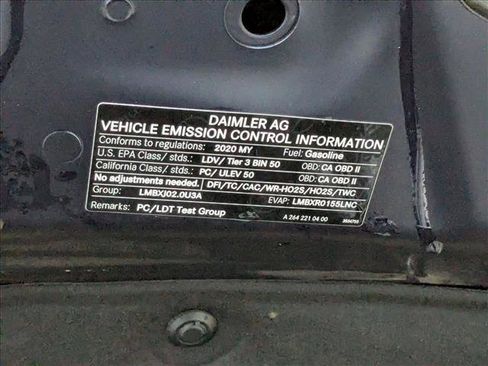 DAIMLER AG
VEHICLE EMISSION CONTROL INFORMATION
Conforms to regulations: 2020 MY Fuel: Gasoline
U.S. EPA Class/ stds.: LDV/ Tier 3 BIN 50 OBD: CA OBD II
California Class/ stds.: PC/ ULEV 50 OBD: CA OBD II
No adjustments needed. DFI/TC/CAC/WR-HO2S/HO2S/TWC
Group: LMBXJ02.0U3A EVAP: LMBXR0155LNC
Remarks: PC/LDT Test Group
A 264 221 04 00